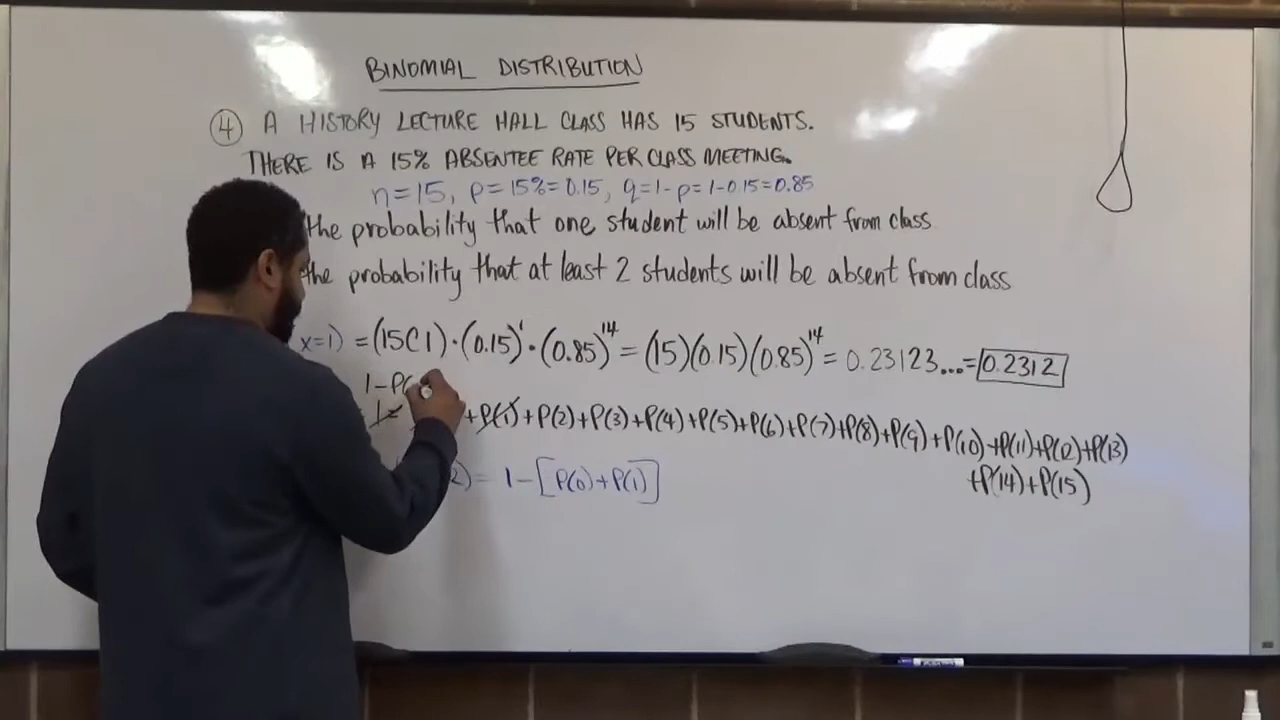 BINOMIAL DISTRIBUTION
④ A HISTORY LECTURE HALL CLASS HAS 15 STUDENTS.
THERE IS A 15% ABSENTEE RATE PER CLASS MEETING.
n=15, p=15%=0.15, q=1-p=1-0.15=0.85
the probability that one student will be absent from class.
the probability that at least 2 students will be absent from class
x=1) = (15C1)·(0.15)¹·(0.85)¹⁴ = (15)(0.15)(0.85)¹⁴ = 0.23123...= 0.2312
1-P(
1= +P(1)+P(2)+P(3)+P(4)+P(5)+P(6)+P(7)+P(8)+P(9)+P(10)+P(11)+P(12)+P(13)
+P(14)+P(15)
2) = 1-[P(0)+P(1)]